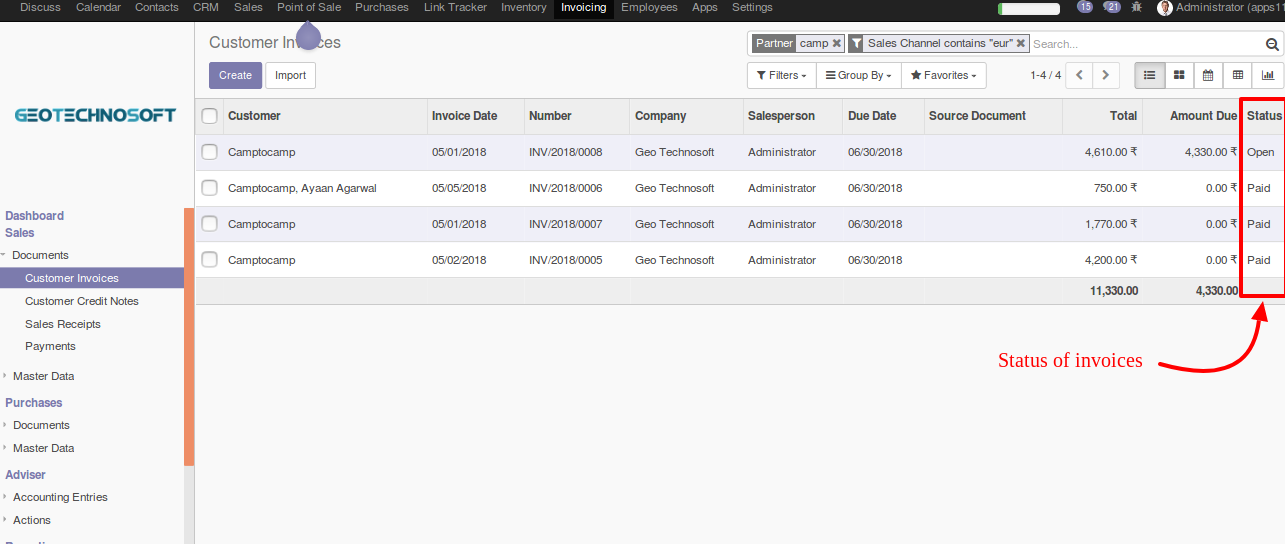 Discuss Calendar Contacts CRM Sales Point of Sale Purchases Link Tracker Inventory Invoicing Employees Apps Settings 15 21 Administrator (apps11
Customer Invoices
Partner camp Sales Channel contains "eur" Search...
Create Import
Filters Group By Favorites 1-4 / 4
GEOTECHNOSOFT
Customer Invoice Date Number Company Salesperson Due Date Source Document Total Amount Due Status
Camptocamp 05/01/2018 INV/2018/0008 Geo Technosoft Administrator 06/30/2018 4,610.00 ₹ 4,330.00 ₹ Open
Camptocamp, Ayaan Agarwal 05/05/2018 INV/2018/0006 Geo Technosoft Administrator 06/30/2018 750.00 ₹ 0.00 ₹ Paid
Camptocamp 05/01/2018 INV/2018/0007 Geo Technosoft Administrator 06/30/2018 1,770.00 ₹ 0.00 ₹ Paid
Camptocamp 05/02/2018 INV/2018/0005 Geo Technosoft Administrator 06/30/2018 4,200.00 ₹ 0.00 ₹ Paid
11,330.00 4,330.00
Status of invoices
Dashboard
Sales
Documents
Customer Invoices
Customer Credit Notes
Sales Receipts
Payments
Master Data
Purchases
Documents
Master Data
Adviser
Accounting Entries
Actions